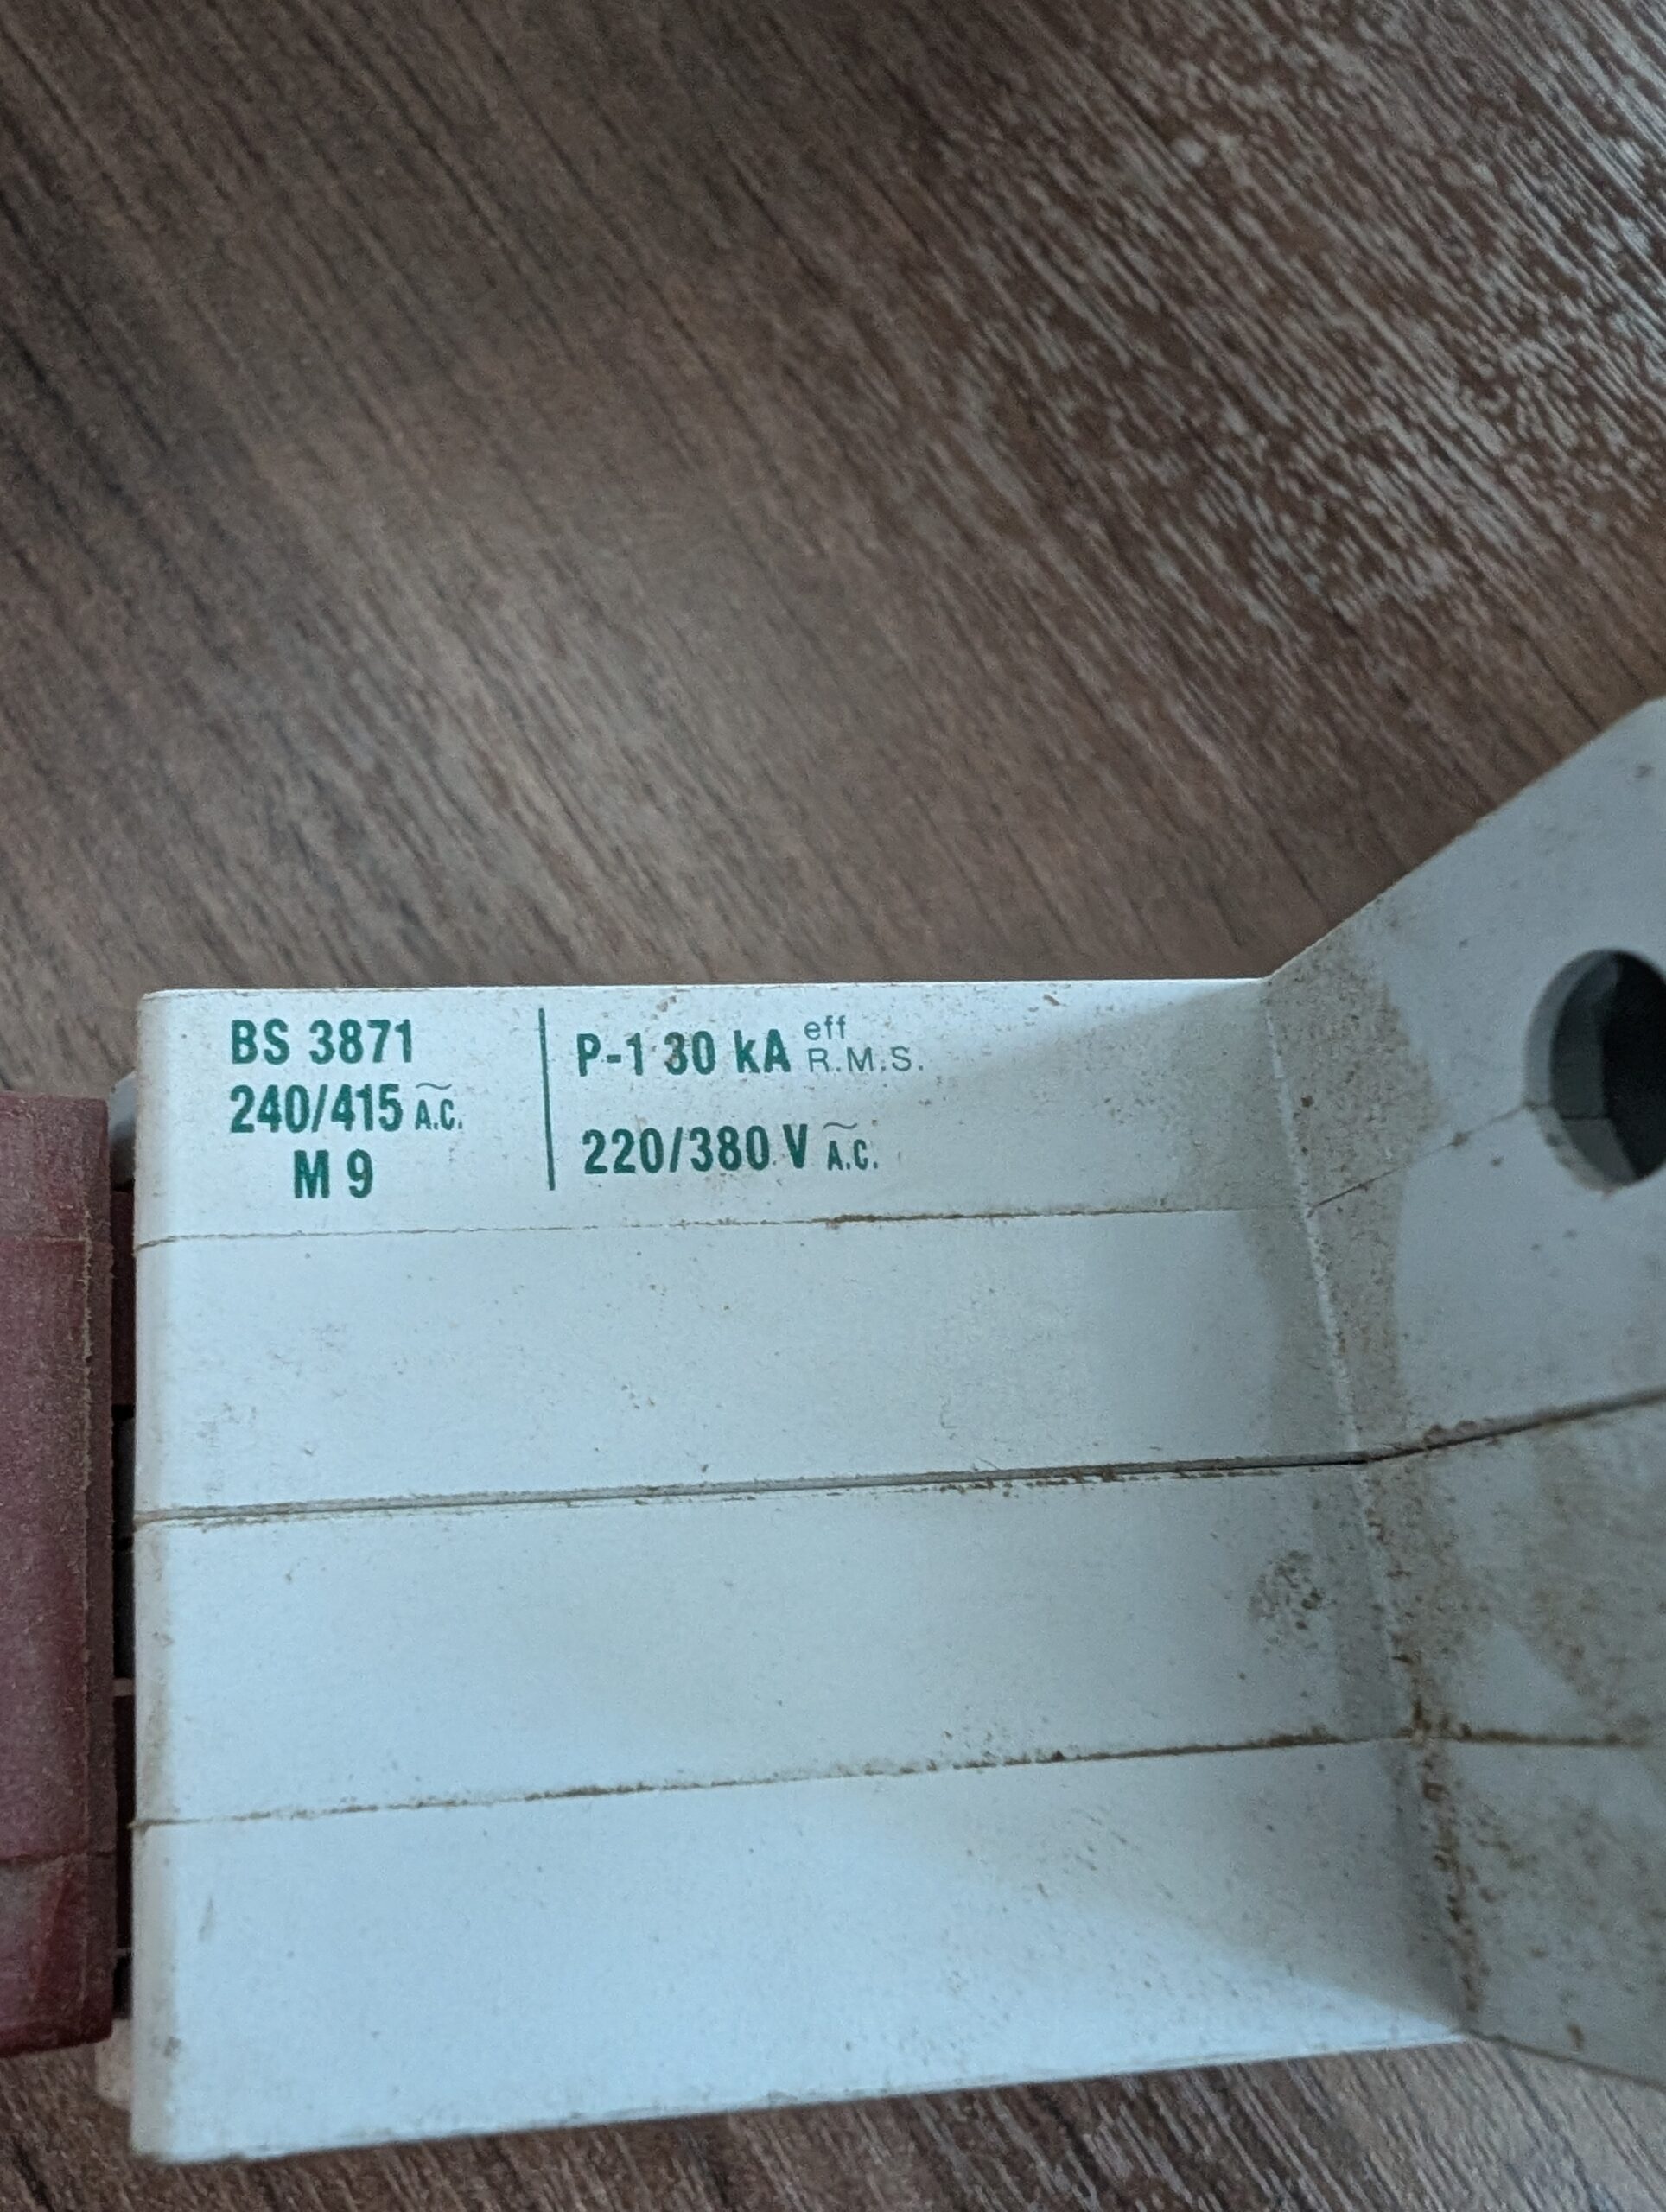 BS 3871
240/415 A.C.
M 9
P-1 30 kA eff R.M.S.
220/380 V A.C.